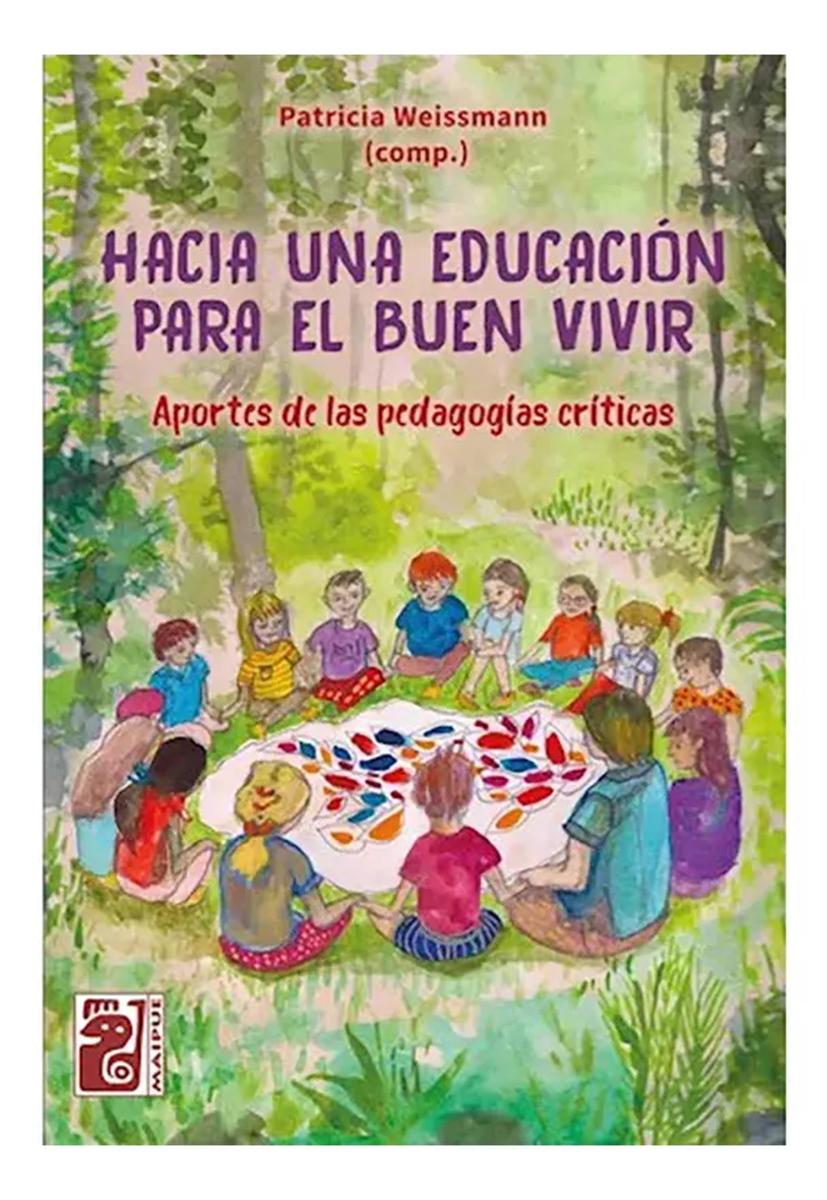 Patricia Weissmann
(comp.)
HACIA UNA EDUCACIÓN
PARA EL BUEN VIVIR
Aportes de las pedagogías críticas
MAIPUE